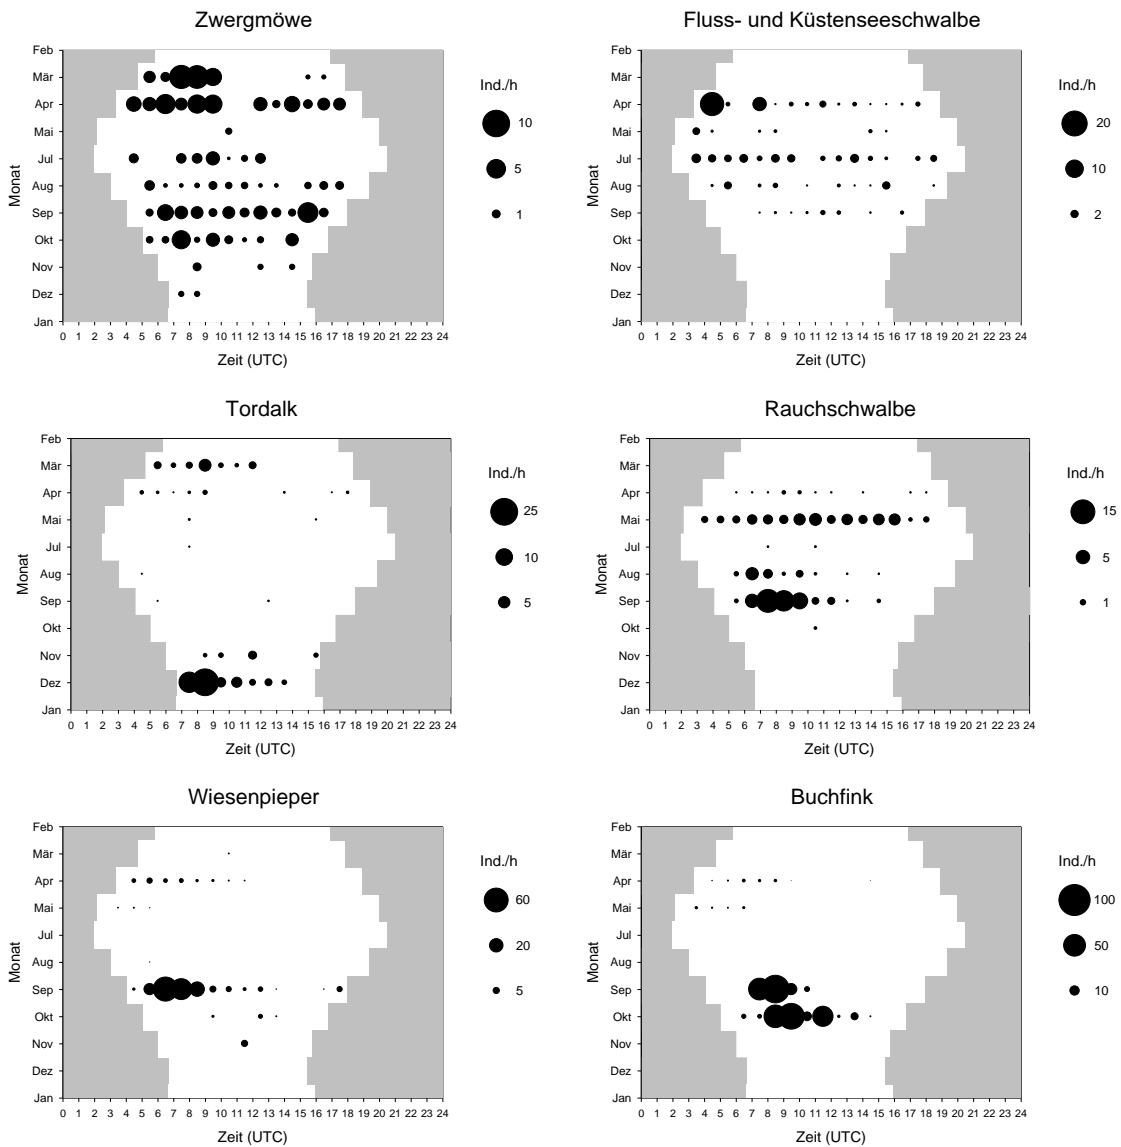 Zwergmöwe
Feb
Mär
Apr
Mai
Jul
Aug
Sep
Okt
Nov
Dez
Jan
Monat
0 1 2 3 4 5 6 7 8 9 10 11 12 13 14 15 16 17 18 19 20 21 22 23 24
Zeit (UTC)
Ind./h
10
5
1
Fluss- und Küstenseeschwalbe
Feb
Mär
Apr
Mai
Jul
Aug
Sep
Okt
Nov
Dez
Jan
Monat
0 1 2 3 4 5 6 7 8 9 10 11 12 13 14 15 16 17 18 19 20 21 22 23 24
Zeit (UTC)
Ind./h
20
10
2
Tordalk
Feb
Mär
Apr
Mai
Jul
Aug
Sep
Okt
Nov
Dez
Jan
Monat
0 1 2 3 4 5 6 7 8 9 10 11 12 13 14 15 16 17 18 19 20 21 22 23 24
Zeit (UTC)
Ind./h
25
10
5
Rauchschwalbe
Feb
Mär
Apr
Mai
Jul
Aug
Sep
Okt
Nov
Dez
Jan
Monat
0 1 2 3 4 5 6 7 8 9 10 11 12 13 14 15 16 17 18 19 20 21 22 23 24
Zeit (UTC)
Ind./h
15
5
1
Wiesenpieper
Feb
Mär
Apr
Mai
Jul
Aug
Sep
Okt
Nov
Dez
Jan
Monat
0 1 2 3 4 5 6 7 8 9 10 11 12 13 14 15 16 17 18 19 20 21 22 23 24
Zeit (UTC)
Ind./h
60
20
5
Buchfink
Feb
Mär
Apr
Mai
Jul
Aug
Sep
Okt
Nov
Dez
Jan
Monat
0 1 2 3 4 5 6 7 8 9 10 11 12 13 14 15 16 17 18 19 20 21 22 23 24
Zeit (UTC)
Ind./h
100
50
10